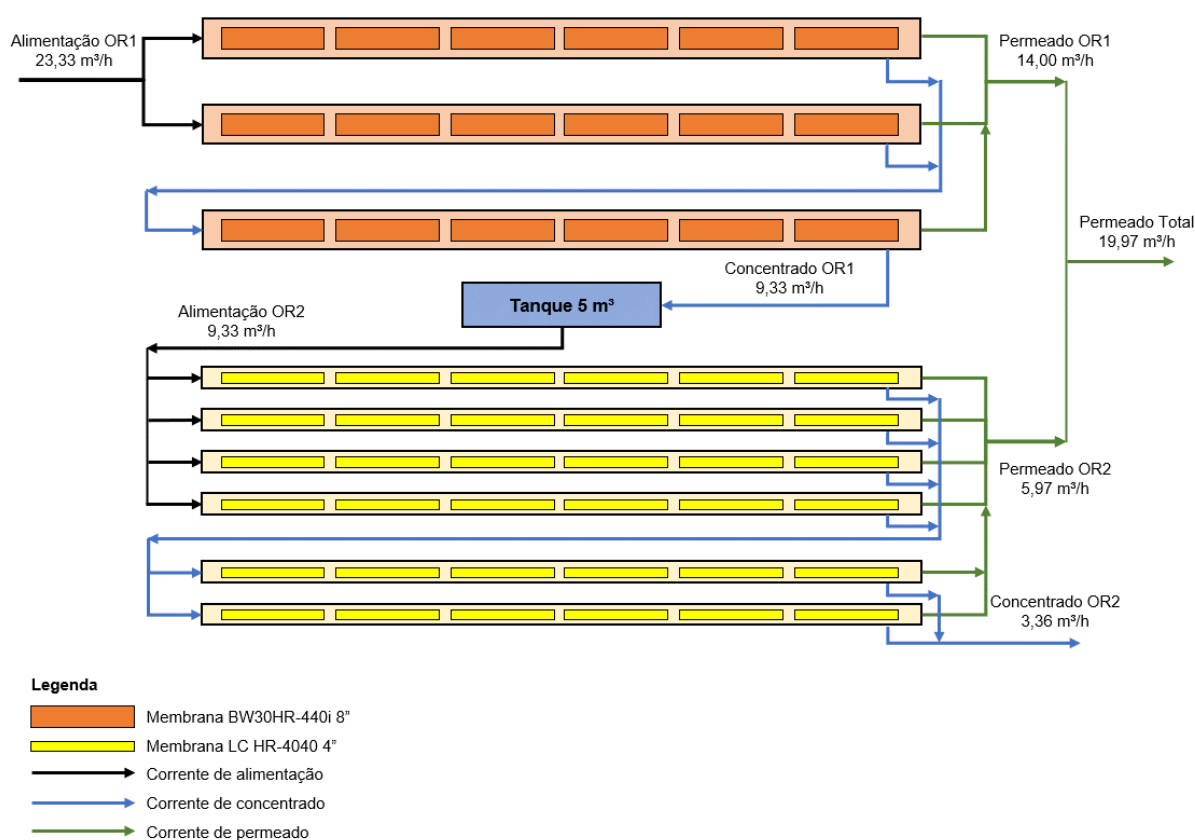 Alimentação OR1
23,33 m³/h
Permeado OR1
14,00 m³/h
Permeado Total
19,97 m³/h
Concentrado OR1
9,33 m³/h
Tanque 5 m³
Alimentação OR2
9,33 m³/h
Permeado OR2
5,97 m³/h
Concentrado OR2
3,36 m³/h
Legenda
Membrana BW30HR-440i 8”
Membrana LC HR-4040 4”
Corrente de alimentação
Corrente de concentrado
Corrente de permeado